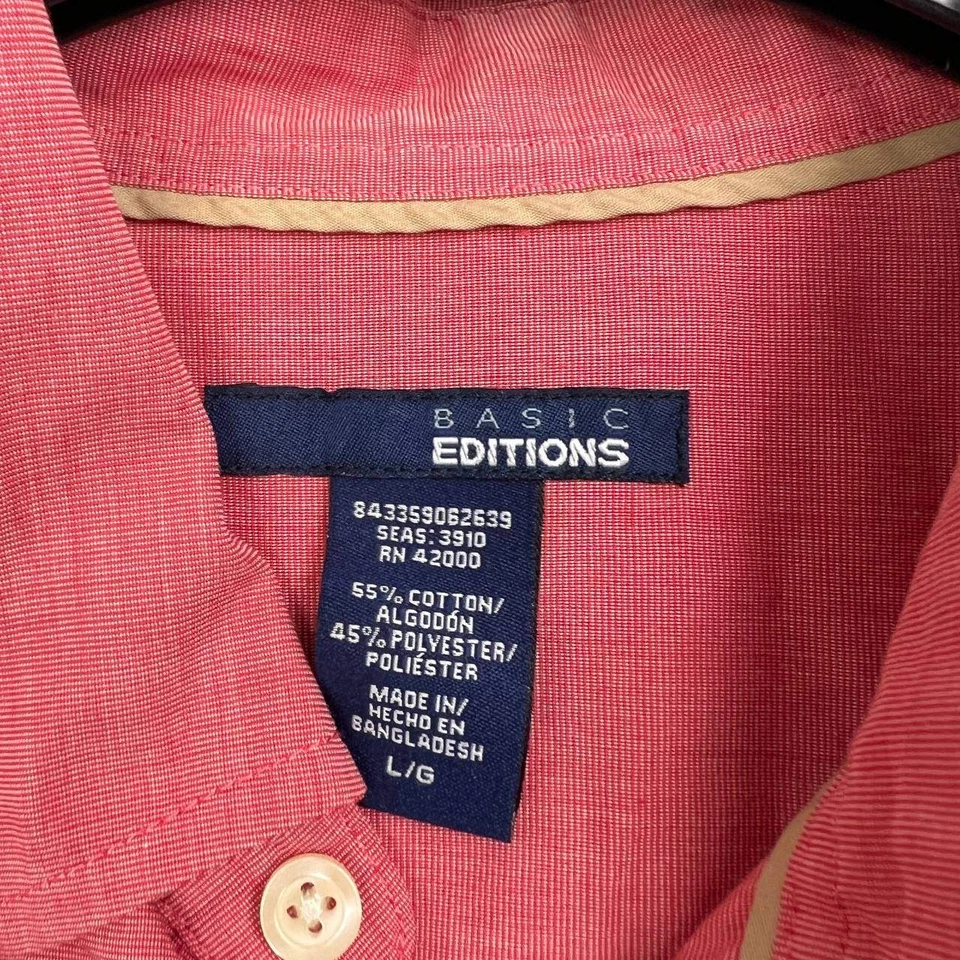 BASIC
EDITIONS
843359062639
SEAS: 3910
RN 42000
55% COTTON/
ALGODÓN
45% POLYESTER/
POLIÉSTER
MADE IN/
HECHO EN
BANGLADESH
L/G